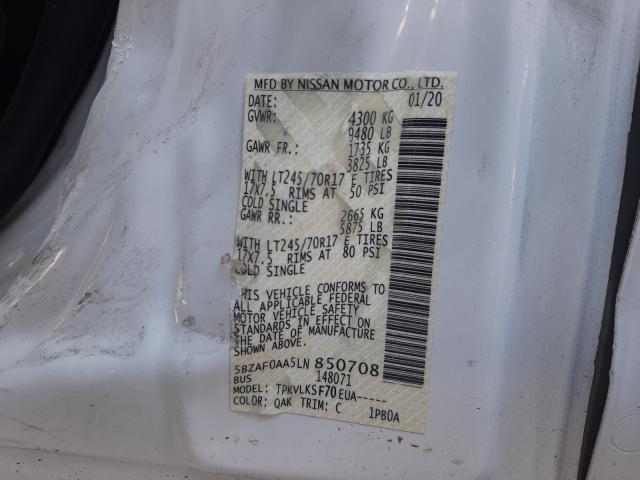 MFD BY NISSAN MOTOR CO., LTD.
DATE: 01/20
GVWR: 4300 KG
9480 LB
GAWR FR.: 1735 KG
3825 LB
WITH LT245/70R17 E TIRES
17X7.5 RIMS AT 50 PSI
COLD SINGLE
GAWR RR.: 2665 KG
5875 LB
WITH LT245/70R17 E TIRES
17X7.5 RIMS AT 80 PSI
COLD SINGLE
THIS VEHICLE CONFORMS TO
ALL APPLICABLE FEDERAL
MOTOR VEHICLE SAFETY
STANDARDS IN EFFECT ON
THE DATE OF MANUFACTURE
SHOWN ABOVE.
5BZAF0AA5LN850708
BUS 148071
MODEL: TPKVLKSF70EUA-----
COLOR: QAK TRIM: C 1PB0A